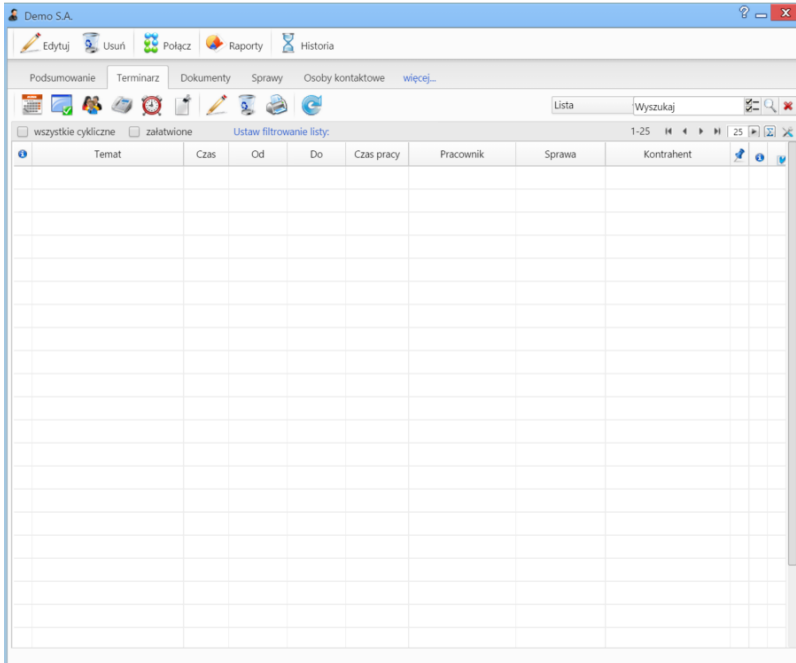 Demo S.A.
Edytuj Usuń Połącz Raporty Historia
Podsumowanie Terminarz Dokumenty Sprawy Osoby kontaktowe więcej...
Lista Wyszukaj
wszystkie cykliczne załatwione Ustaw filtrowanie listy: 1-25 25
Temat Czas Od Do Czas pracy Pracownik Sprawa Kontrahent